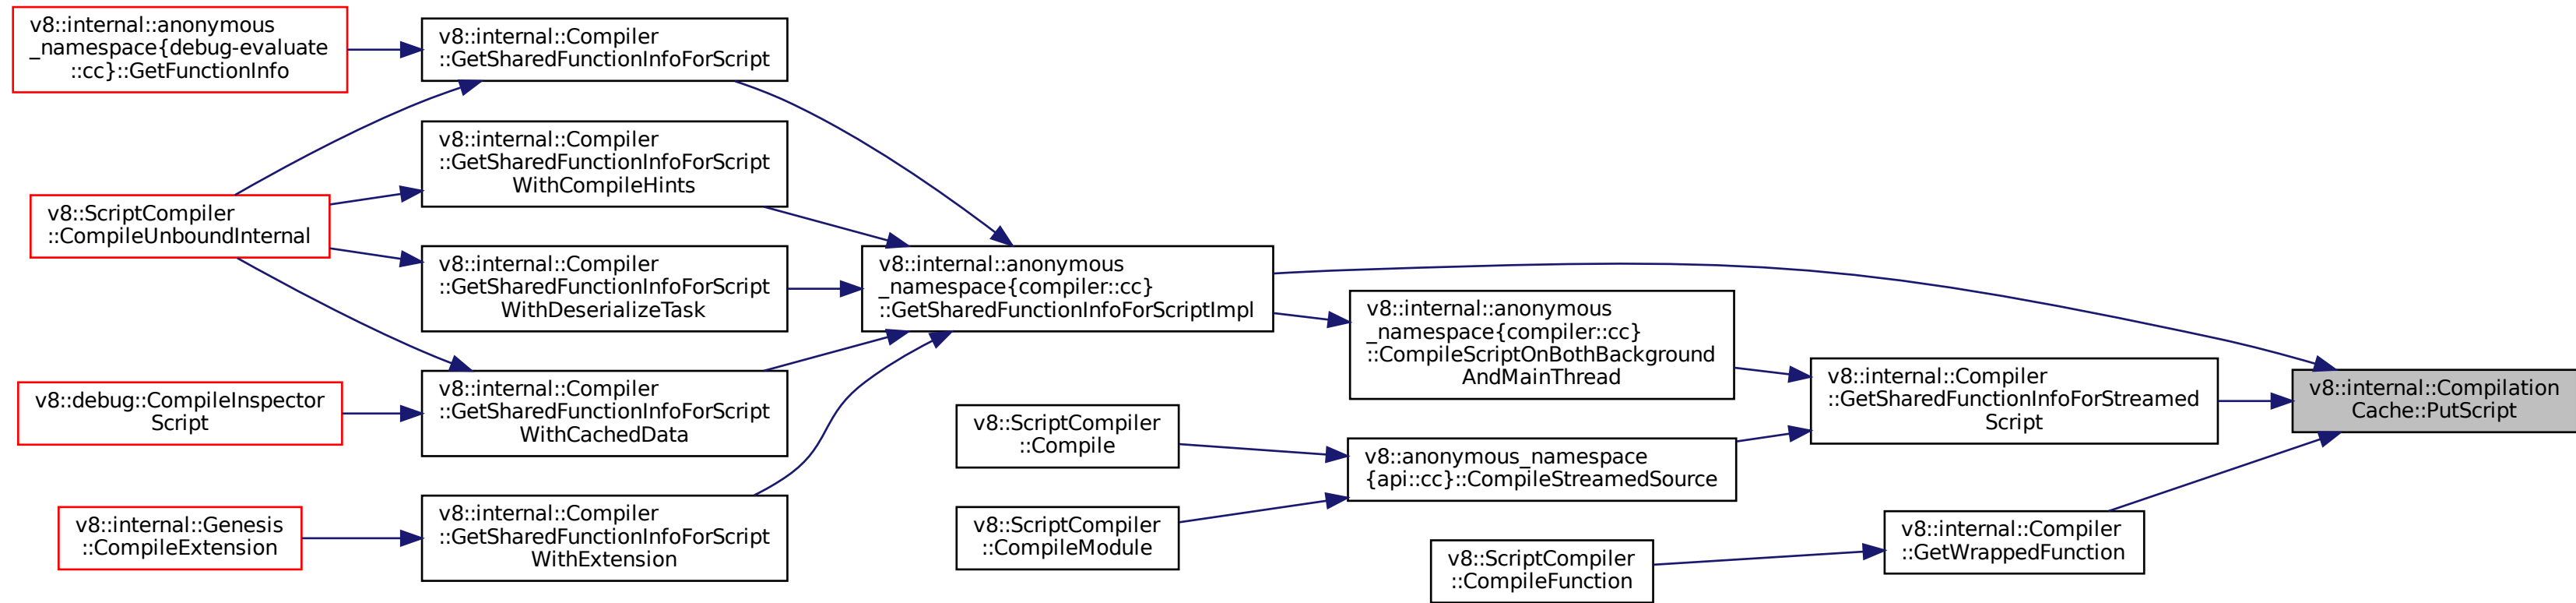 v8::internal::anonymous
_namespace{debug-evaluate
::cc}::GetFunctionInfo
v8::internal::Compiler
::GetSharedFunctionInfoForScript
v8::internal::Compiler
::GetSharedFunctionInfoForScript
WithCompileHints
v8::ScriptCompiler
::CompileUnboundInternal
v8::internal::Compiler
::GetSharedFunctionInfoForScript
WithDeserializeTask
v8::internal::anonymous
_namespace{compiler::cc}
::GetSharedFunctionInfoForScriptImpl
v8::internal::anonymous
_namespace{compiler::cc}
::CompileScriptOnBothBackground
AndMainThread
v8::internal::Compiler
::GetSharedFunctionInfoForStreamed
Script
v8::internal::Compilation
Cache::PutScript
v8::debug::CompileInspector
Script
v8::internal::Compiler
::GetSharedFunctionInfoForScript
WithCachedData
v8::ScriptCompiler
::Compile
v8::anonymous_namespace
{api::cc}::CompileStreamedSource
v8::internal::Genesis
::CompileExtension
v8::internal::Compiler
::GetSharedFunctionInfoForScript
WithExtension
v8::ScriptCompiler
::CompileModule
v8::ScriptCompiler
::CompileFunction
v8::internal::Compiler
::GetWrappedFunction